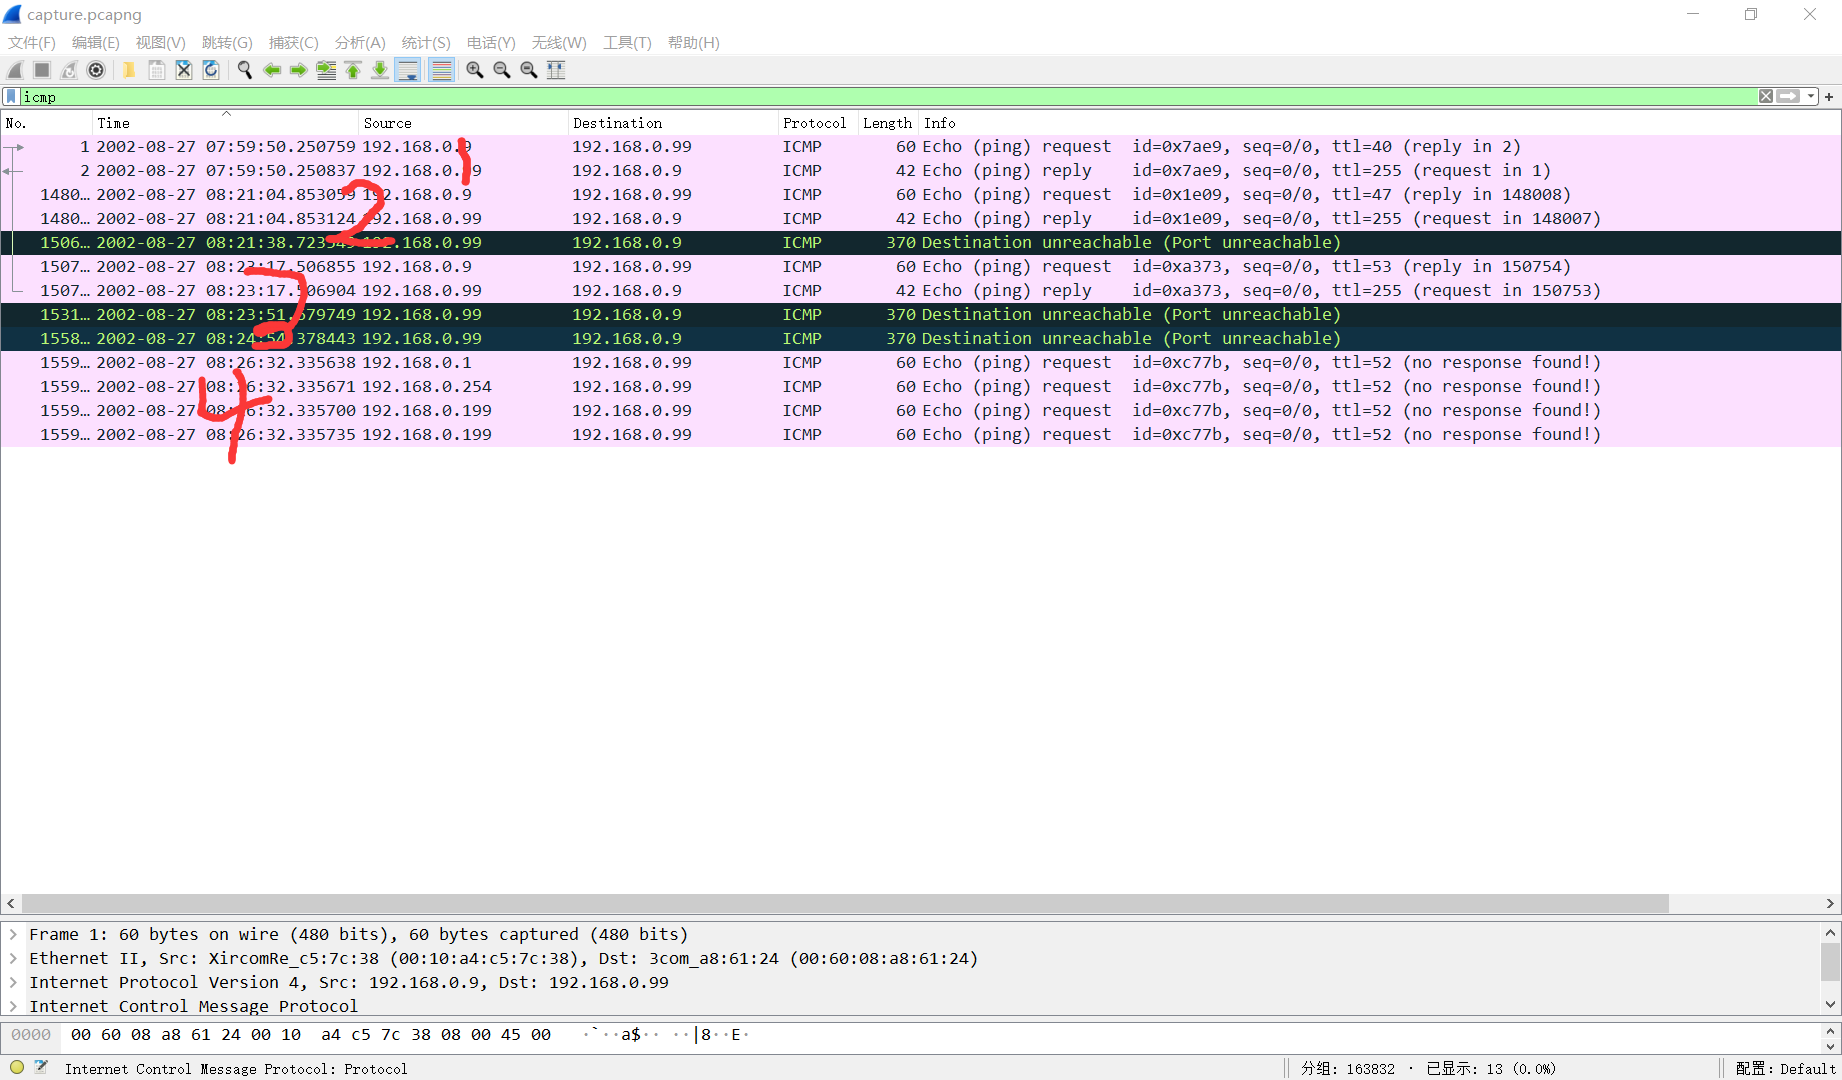 capture.pcapng
文件(F) 编辑(E) 视图(V) 跳转(G) 捕获(C) 分析(A) 统计(S) 电话(Y) 无线(W) 工具(T) 帮助(H)
icmp
No. Time Source Destination Protocol Length Info
1 2002-08-27 07:59:50.250759 192.168.0.9 192.168.0.99 ICMP 60 Echo (ping) request id=0x7ae9, seq=0/0, ttl=40 (reply in 2)
1
2 2002-08-27 07:59:50.250837 192.168.0.99 192.168.0.9 ICMP 42 Echo (ping) reply id=0x7ae9, seq=0/0, ttl=255 (request in 1)
1480… 2002-08-27 08:21:04.853059 192.168.0.9 192.168.0.99 ICMP 60 Echo (ping) request id=0x1e09, seq=0/0, ttl=47 (reply in 148008)
2
1480… 2002-08-27 08:21:04.853124 192.168.0.99 192.168.0.9 ICMP 42 Echo (ping) reply id=0x1e09, seq=0/0, ttl=255 (request in 148007)
1506… 2002-08-27 08:21:38.723949 192.168.0.99 192.168.0.9 ICMP 370 Destination unreachable (Port unreachable)
1507… 2002-08-27 08:23:17.506855 192.168.0.9 192.168.0.99 ICMP 60 Echo (ping) request id=0xa373, seq=0/0, ttl=53 (reply in 150754)
1507… 2002-08-27 08:23:17.506904 192.168.0.99 192.168.0.9 ICMP 42 Echo (ping) reply id=0xa373, seq=0/0, ttl=255 (request in 150753)
3
1531… 2002-08-27 08:23:51.679749 192.168.0.99 192.168.0.9 ICMP 370 Destination unreachable (Port unreachable)
1558… 2002-08-27 08:24:54.378443 192.168.0.99 192.168.0.9 ICMP 370 Destination unreachable (Port unreachable)
1559… 2002-08-27 08:26:32.335638 192.168.0.1 192.168.0.99 ICMP 60 Echo (ping) request id=0xc77b, seq=0/0, ttl=52 (no response found!)
1559… 2002-08-27 08:26:32.335671 192.168.0.254 192.168.0.99 ICMP 60 Echo (ping) request id=0xc77b, seq=0/0, ttl=52 (no response found!)
4
1559… 2002-08-27 08:26:32.335700 192.168.0.199 192.168.0.99 ICMP 60 Echo (ping) request id=0xc77b, seq=0/0, ttl=52 (no response found!)
1559… 2002-08-27 08:26:32.335735 192.168.0.199 192.168.0.99 ICMP 60 Echo (ping) request id=0xc77b, seq=0/0, ttl=52 (no response found!)
Frame 1: 60 bytes on wire (480 bits), 60 bytes captured (480 bits)
Ethernet II, Src: XircomRe_c5:7c:38 (00:10:a4:c5:7c:38), Dst: 3com_a8:61:24 (00:60:08:a8:61:24)
Internet Protocol Version 4, Src: 192.168.0.9, Dst: 192.168.0.99
Internet Control Message Protocol
0000 00 60 08 a8 61 24 00 10 a4 c5 7c 38 08 00 45 00 ·`··a$·· ··|8··E·
Internet Control Message Protocol: Protocol 分组: 163832 · 已显示: 13 (0.0%) 配置: Default